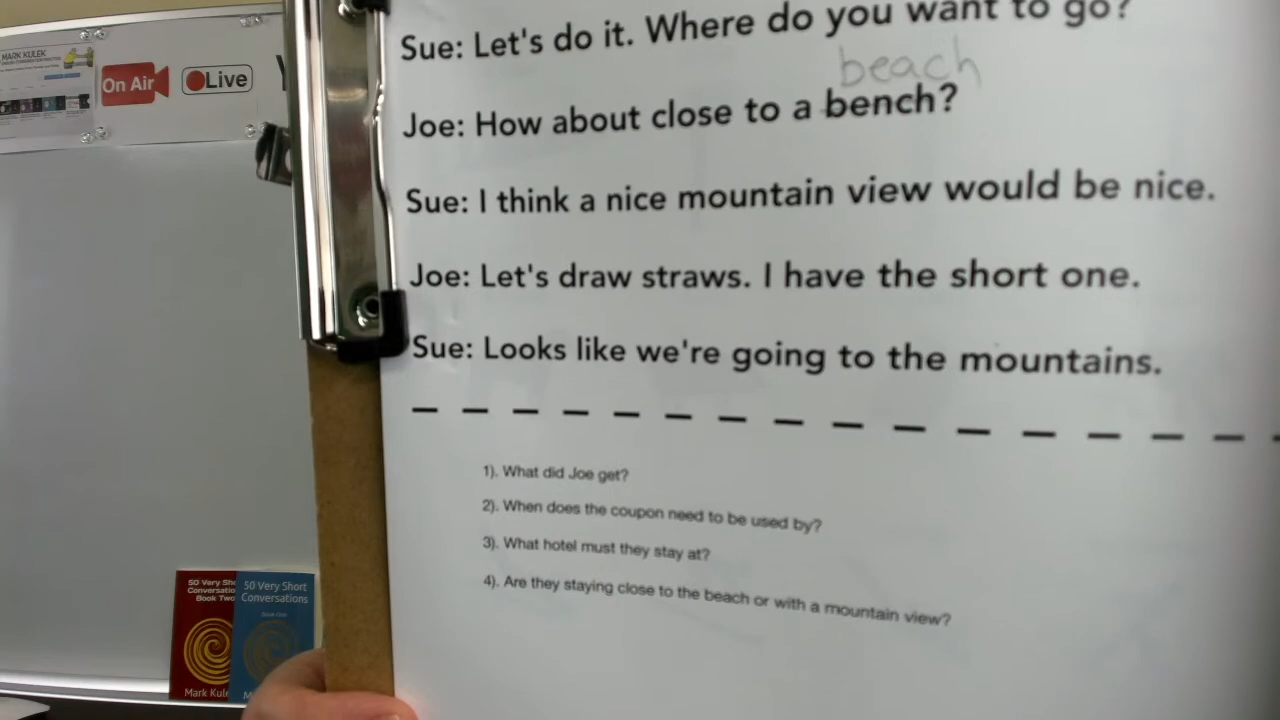 MARK KULEK
On Air
Live
Sue: Let's do it. Where do you want to go?
beach
Joe: How about close to a bench?
Sue: I think a nice mountain view would be nice.
Joe: Let's draw straws. I have the short one.
Sue: Looks like we're going to the mountains.
1). What did Joe get?
2). When does the coupon need to be used by?
3). What hotel must they stay at?
4). Are they staying close to the beach or with a mountain view?
50 Very Sh
Conversatio
Book Two
Mark Kule
50 Very Short
Conversations
Book One
M